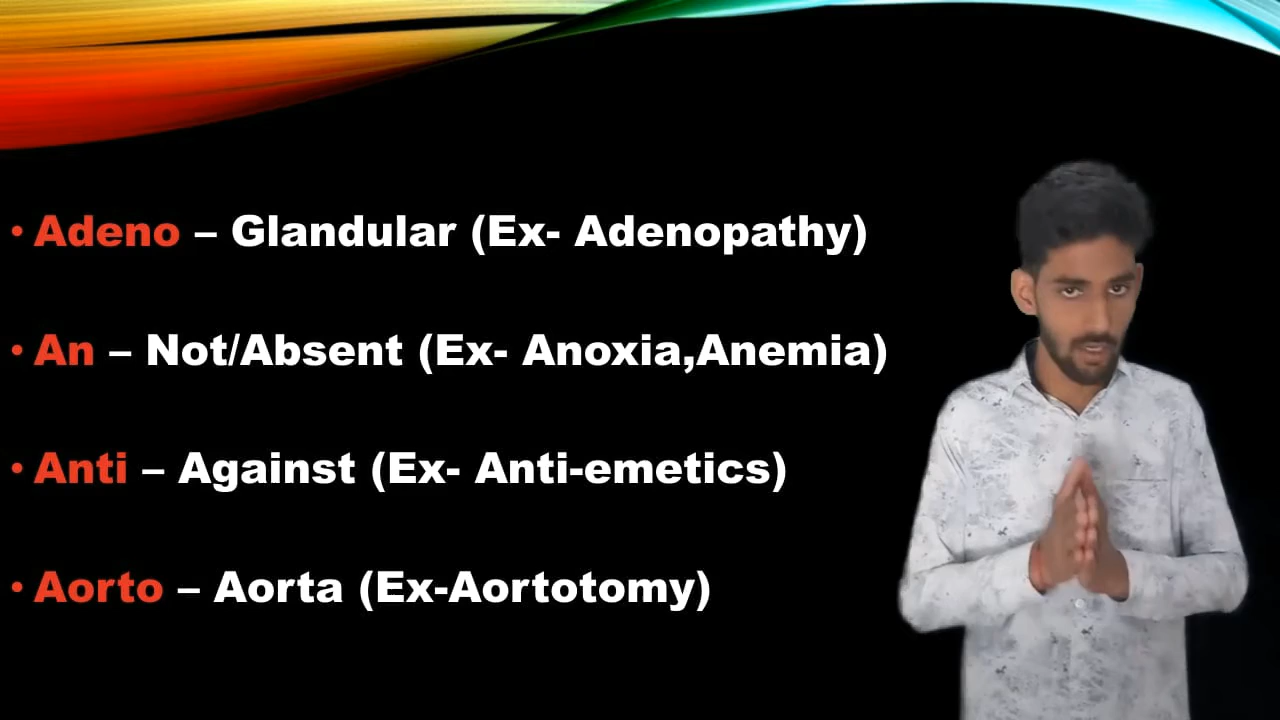 • Adeno – Glandular (Ex- Adenopathy)
• An – Not/Absent (Ex- Anoxia,Anemia)
• Anti – Against (Ex- Anti-emetics)
• Aorto – Aorta (Ex-Aortotomy)